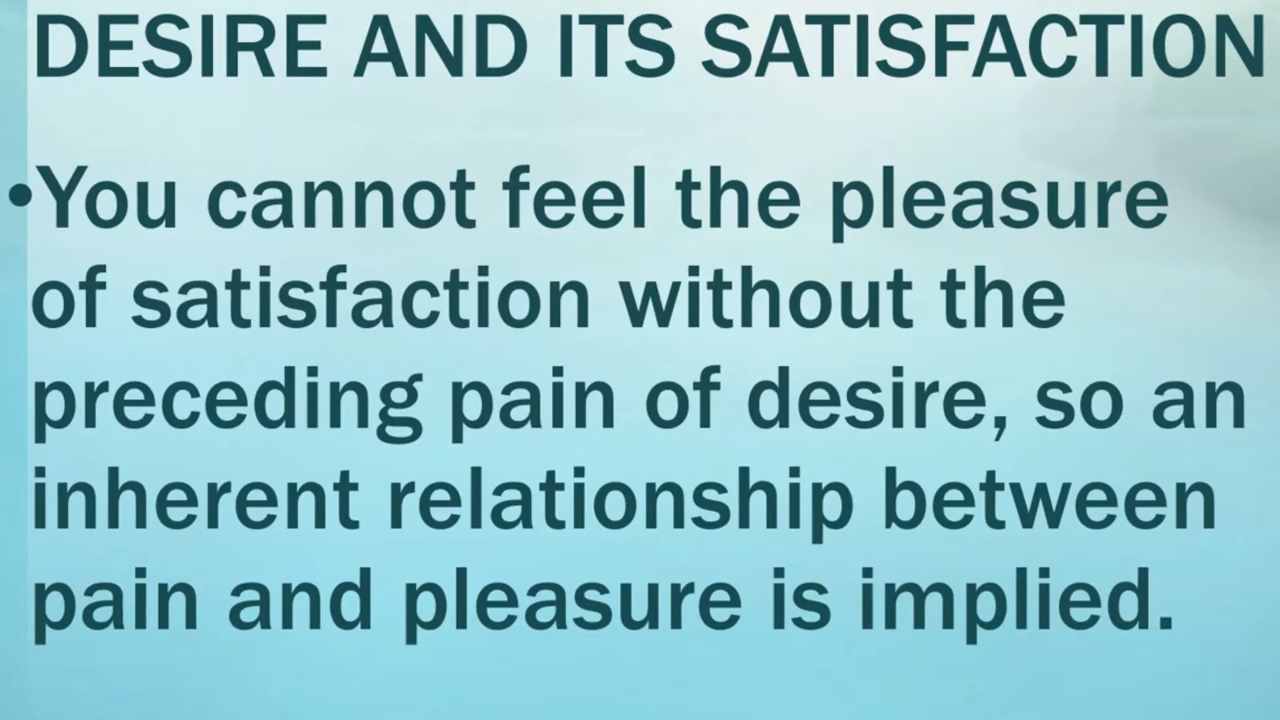 DESIRE AND ITS SATISFACTION
•You cannot feel the pleasure
of satisfaction without the
preceding pain of desire, so an
inherent relationship between
pain and pleasure is implied.